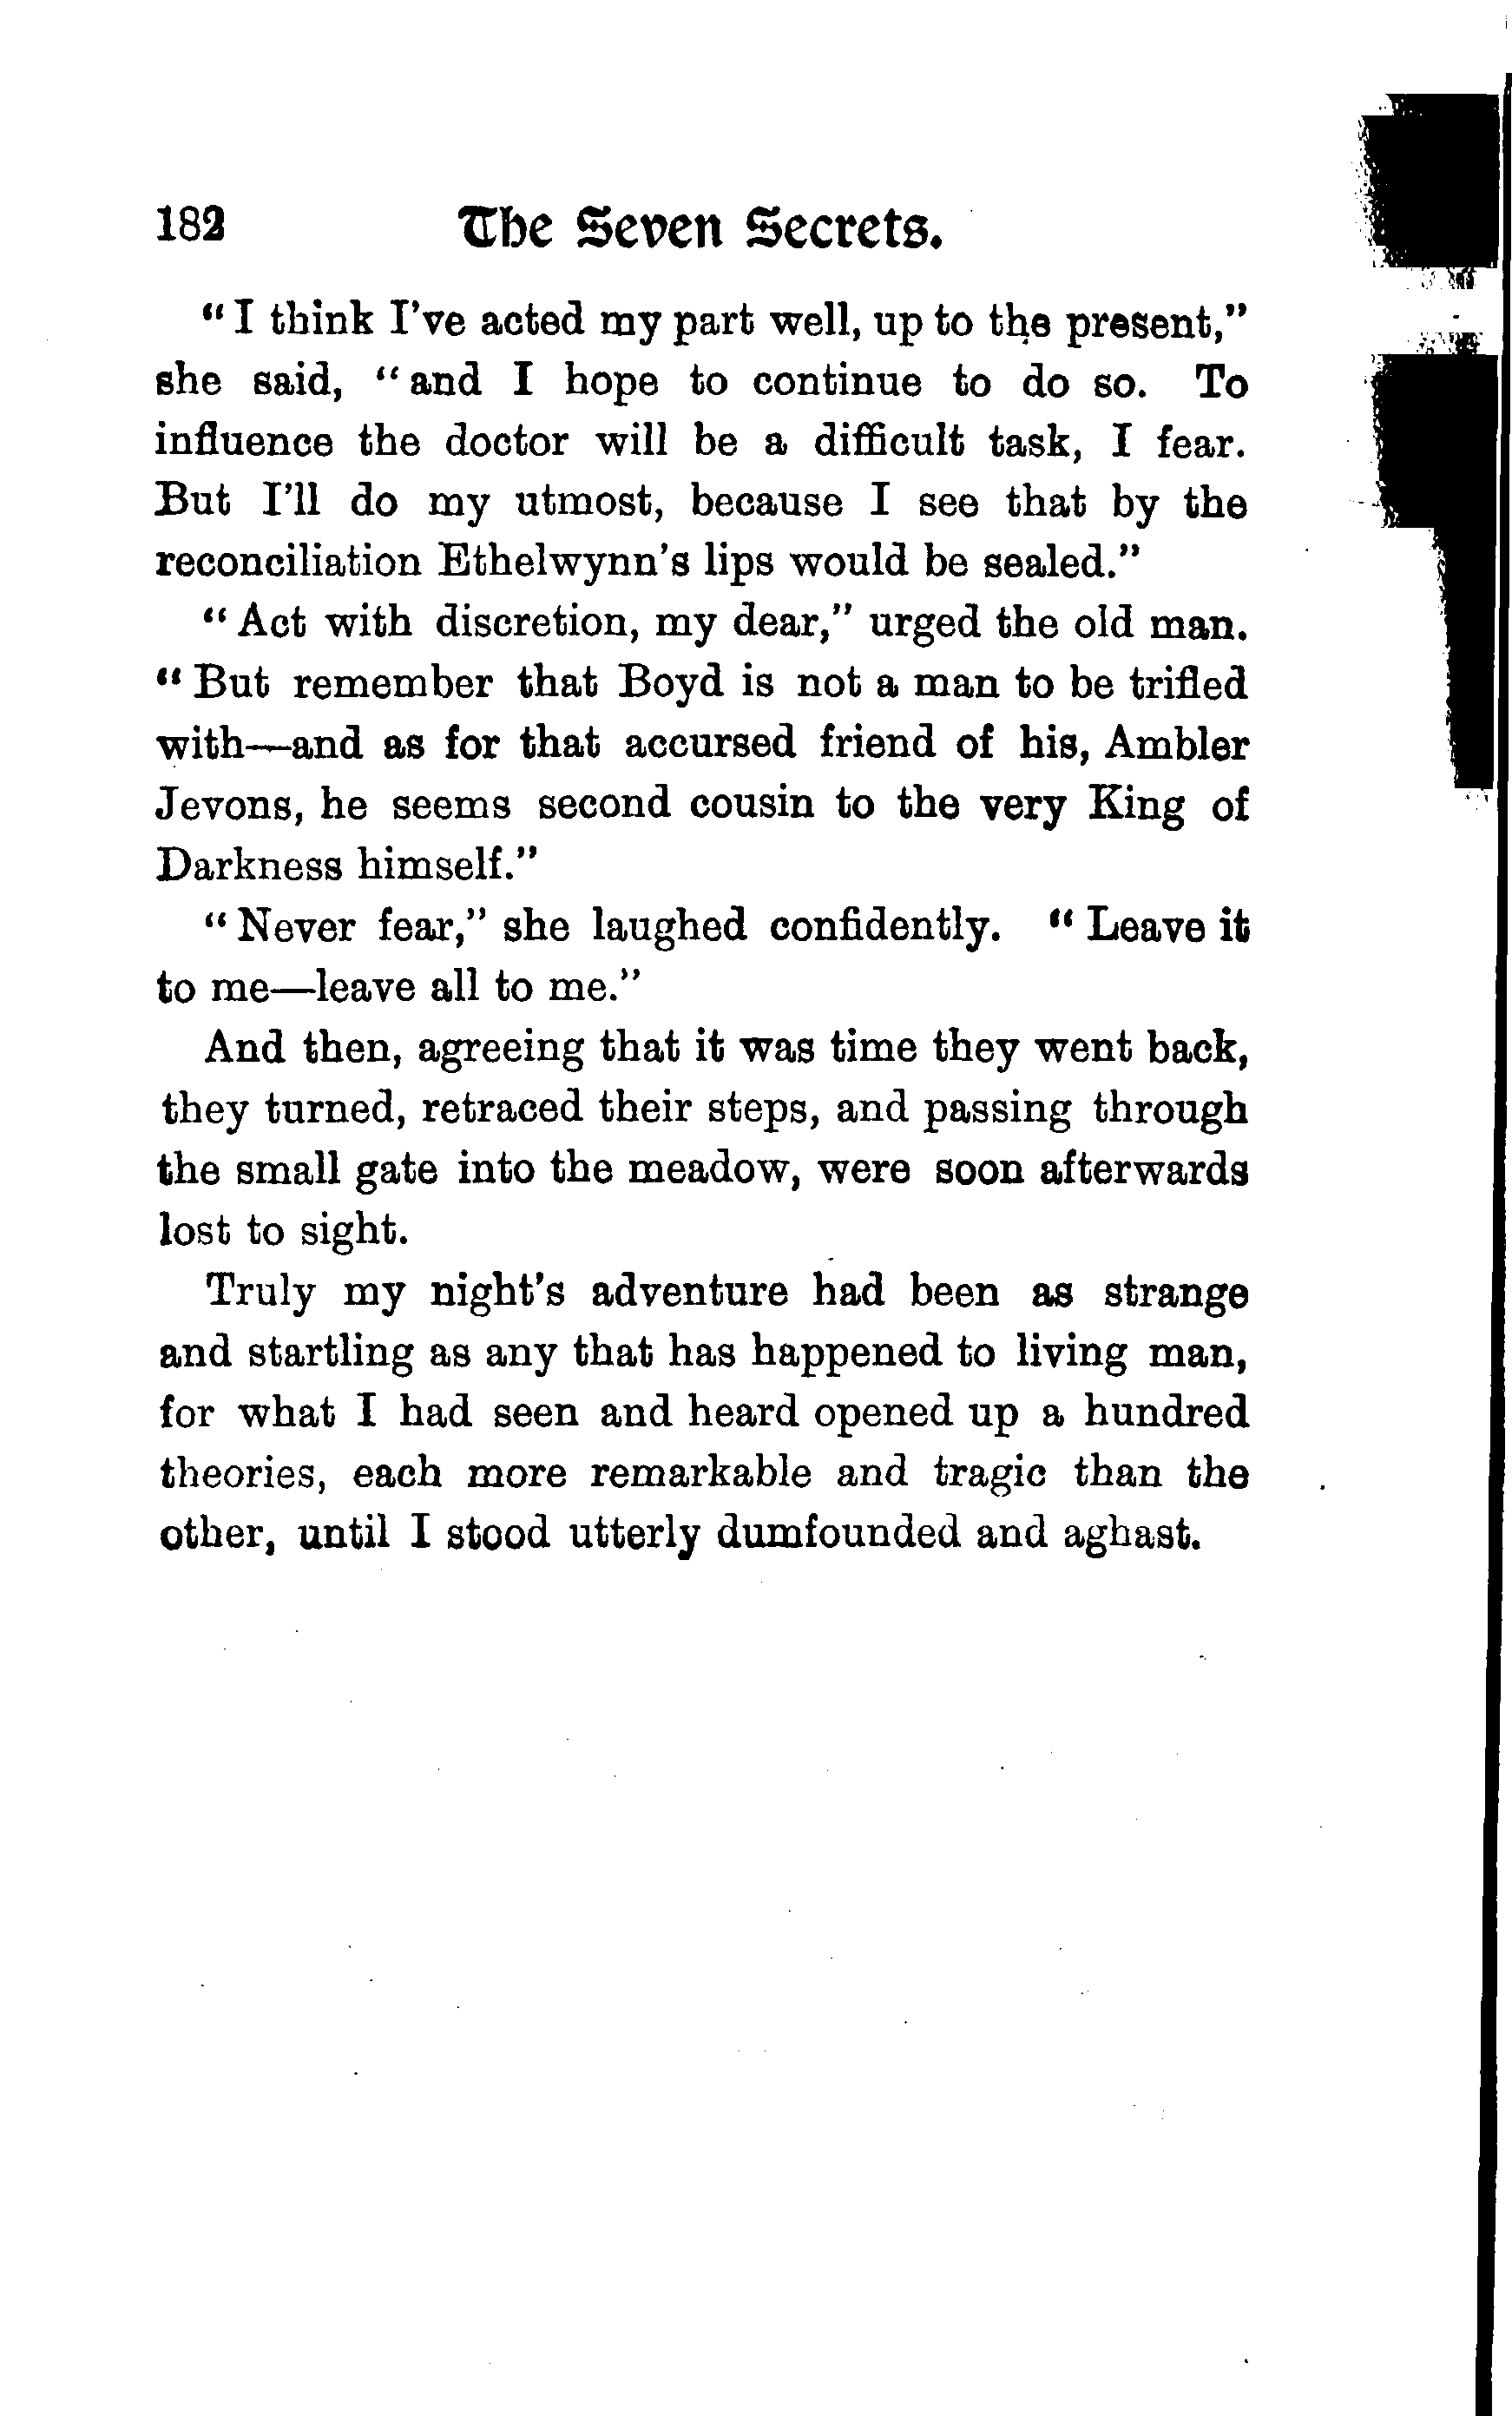 182 The Seven Secrets.
"I think I've acted my part well, up to the present,"
she said, "and I hope to continue to do so. To
influence the doctor will be a difficult task, I fear.
But I'll do my utmost, because I see that by the
reconciliation Ethelwynn's lips would be sealed."
"Act with discretion, my dear," urged the old man.
"But remember that Boyd is not a man to be trifled
with—and as for that accursed friend of his, Ambler
Jevons, he seems second cousin to the very King of
Darkness himself."
"Never fear," she laughed confidently. "Leave it
to me—leave all to me."
And then, agreeing that it was time they went back,
they turned, retraced their steps, and passing through
the small gate into the meadow, were soon afterwards
lost to sight.
Truly my night's adventure had been as strange
and startling as any that has happened to living man,
for what I had seen and heard opened up a hundred
theories, each more remarkable and tragic than the
other, until I stood utterly dumfounded and aghast.